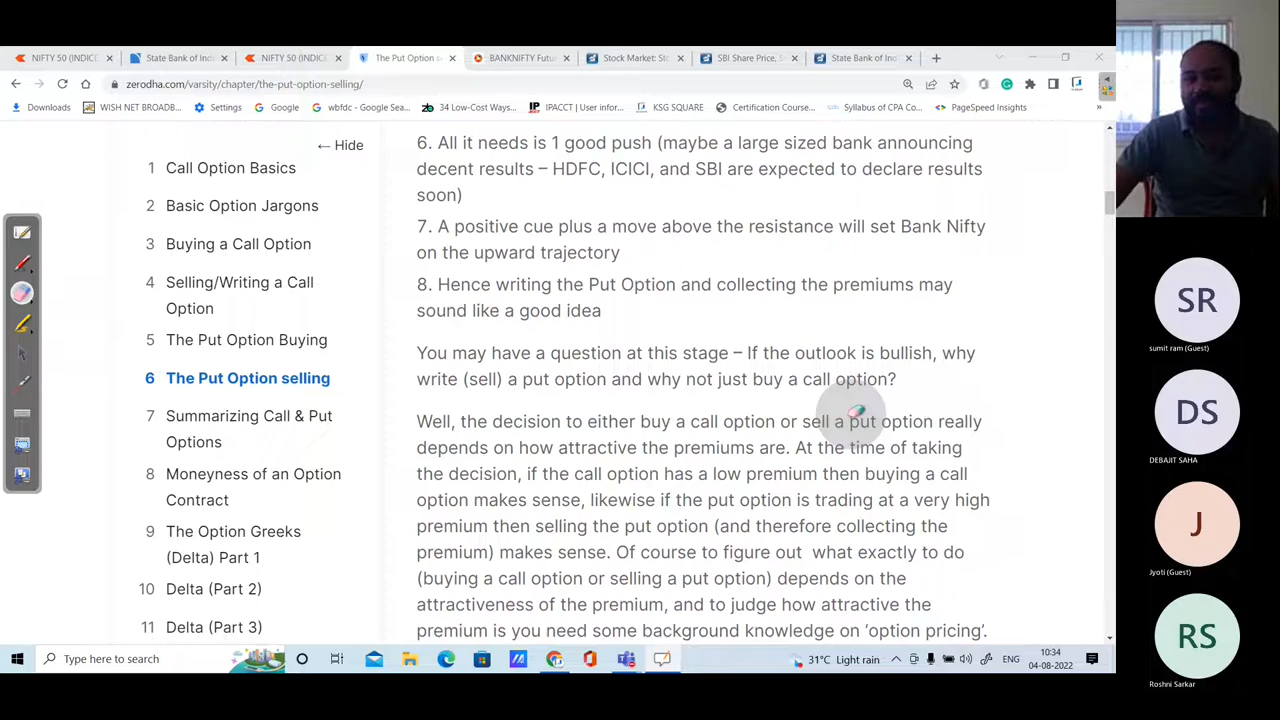 NIFTY 50 (INDICE
State Bank of Ind
NIFTY 50 (INDICE
The Put Option se
BANKNIFTY Futu
Stock Market: Sto
SBI Share Price, S
State Bank of Ind
zerodha.com/varsity/chapter/the-put-option-selling/
Downloads
WISH NET BROADB...
Settings
Google
wbfdc - Google Sea...
34 Low-Cost Ways...
IPACCT | User infor...
KSG SQUARE
Certification Course...
Syllabus of CPA Co...
PageSpeed Insights
»
← Hide
1 Call Option Basics
2 Basic Option Jargons
3 Buying a Call Option
4 Selling/Writing a Call
Option
5 The Put Option Buying
6 The Put Option selling
7 Summarizing Call & Put
Options
8 Moneyness of an Option
Contract
9 The Option Greeks
(Delta) Part 1
10 Delta (Part 2)
11 Delta (Part 3)
6. All it needs is 1 good push (maybe a large sized bank announcing
decent results – HDFC, ICICI, and SBI are expected to declare results
soon)
7. A positive cue plus a move above the resistance will set Bank Nifty
on the upward trajectory
8. Hence writing the Put Option and collecting the premiums may
sound like a good idea
You may have a question at this stage – If the outlook is bullish, why
write (sell) a put option and why not just buy a call option?
Well, the decision to either buy a call option or sell a put option really
depends on how attractive the premiums are. At the time of taking
the decision, if the call option has a low premium then buying a call
option makes sense, likewise if the put option is trading at a very high
premium then selling the put option (and therefore collecting the
premium) makes sense. Of course to figure out what exactly to do
(buying a call option or selling a put option) depends on the
attractiveness of the premium, and to judge how attractive the
premium is you need some background knowledge on ‘option pricing’.
SR
sumit ram (Guest)
DS
DEBAJIT SAHA
J
Jyoti (Guest)
RS
Roshni Sarkar
Type here to search
31°C Light rain
ENG
10:34
04-08-2022